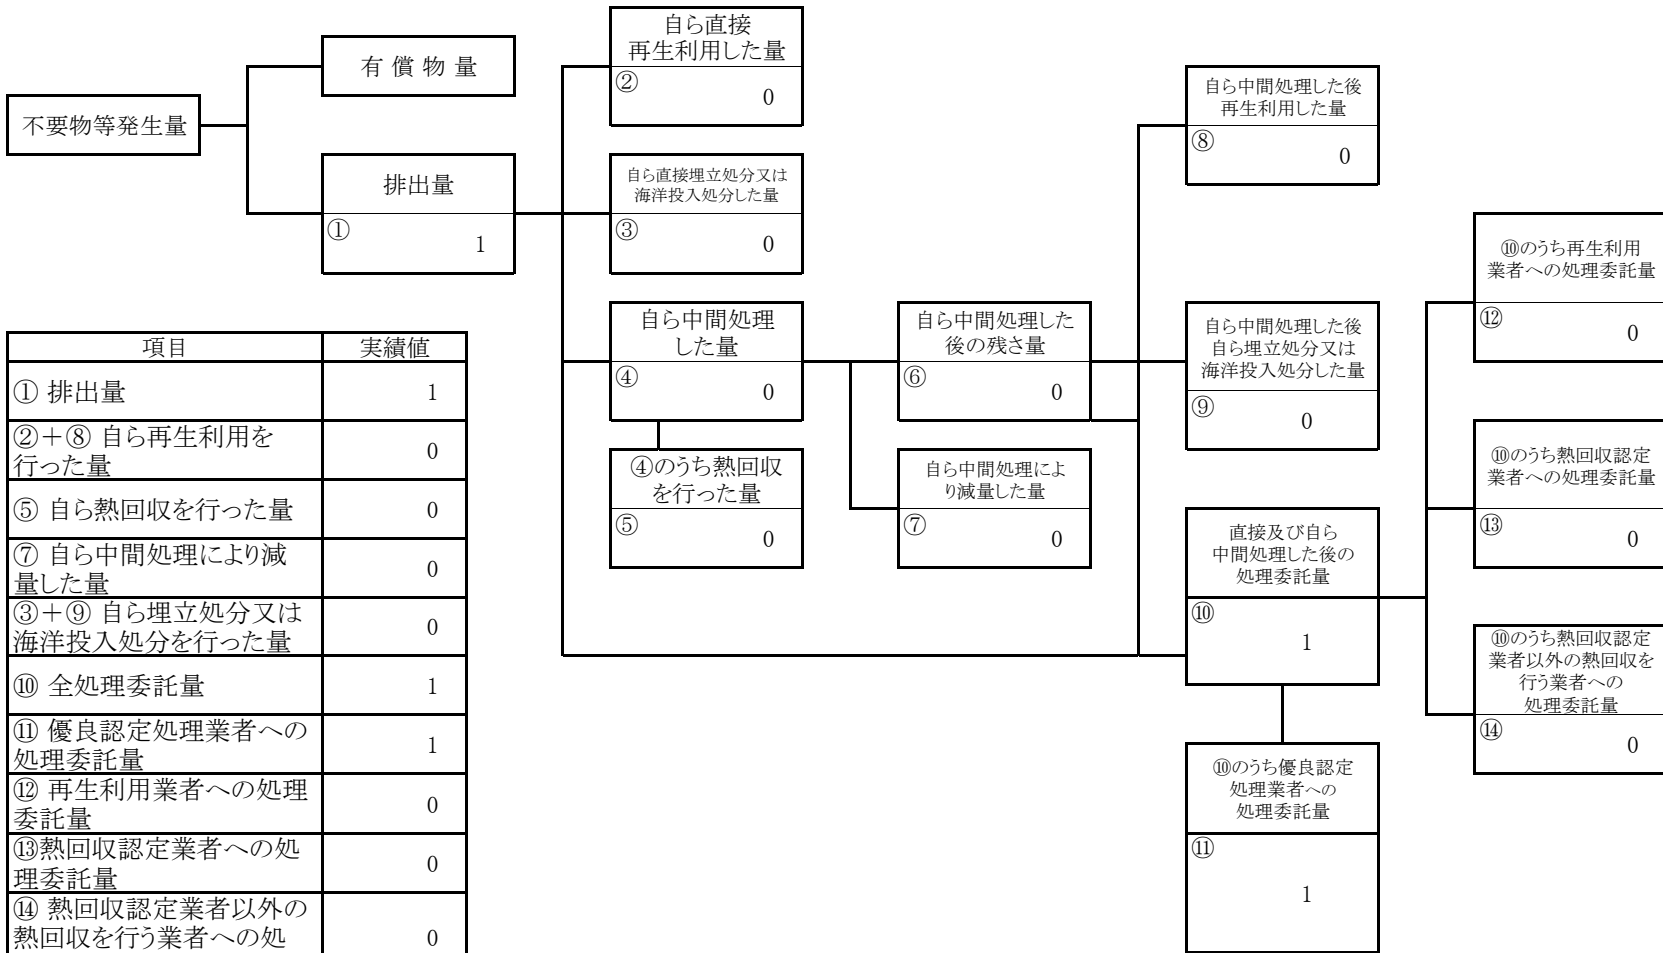 不要物等発生量
有 償 物 量
排出量
①
1
自ら直接
再生利用した量
②
0
自ら直接埋立処分又は
海洋投入処分した量
③
0
自ら中間処理
した量
④
0
④のうち熱回収
を行った量
⑤
0
自ら中間処理した
後の残さ量
⑥
0
自ら中間処理によ
り減量した量
⑦
0
自ら中間処理した後
再生利用した量
⑧
0
自ら中間処理した後
自ら埋立処分又は
海洋投入処分した量
⑨
0
直接及び自ら
中間処理した後の
処理委託量
⑩
1
⑩のうち優良認定
処理業者への
処理委託量
⑪
1
⑩のうち再生利用
業者への処理委託量
⑫
0
⑩のうち熱回収認定
業者への処理委託量
⑬
0
⑩のうち熱回収認定
業者以外の熱回収を
行う業者への
処理委託量
⑭
0
項目 実績値
① 排出量 1
②＋⑧ 自ら再生利用を
行った量 0
⑤ 自ら熱回収を行った量 0
⑦ 自ら中間処理により減
量した量 0
③＋⑨ 自ら埋立処分又は
海洋投入処分を行った量 0
⑩ 全処理委託量 1
⑪ 優良認定処理業者への
処理委託量 1
⑫ 再生利用業者への処理
委託量 0
⑬熱回収認定業者への処
理委託量 0
⑭ 熱回収認定業者以外の
熱回収を行う業者への処 0